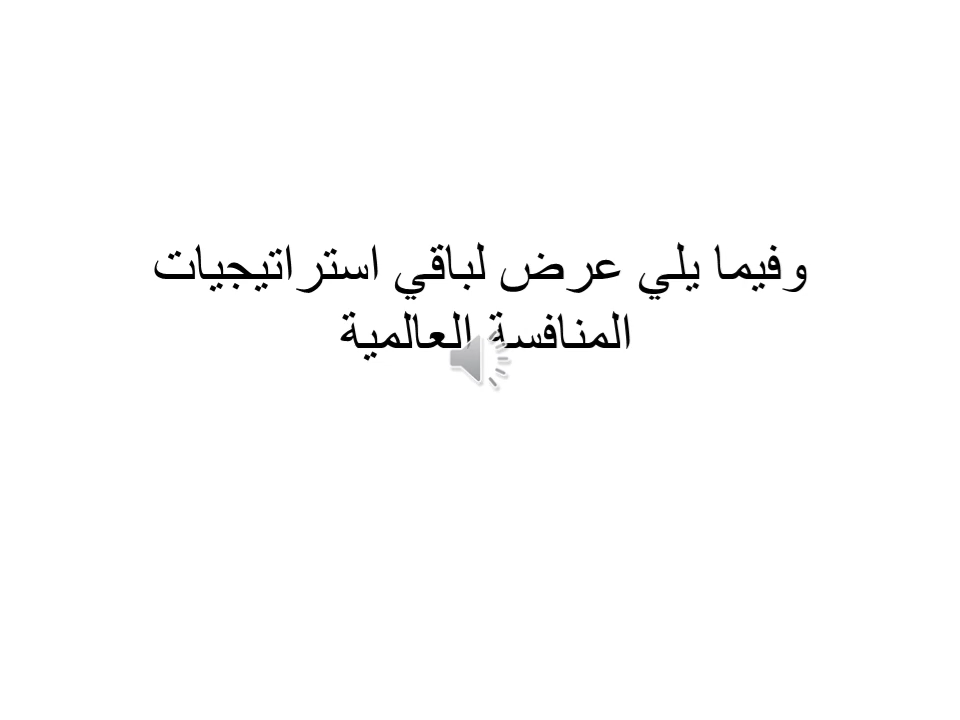 وفيما يلي عرض لباقي استراتيجيات
المنافسة العالمية